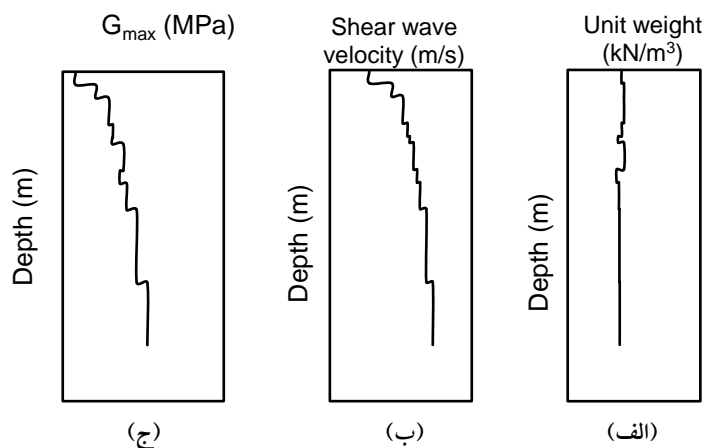 G_max (MPa)
Depth (m)
(ج)
Shear wave
velocity (m/s)
Depth (m)
(ب)
Unit weight
(kN/m³)
Depth (m)
(الف)